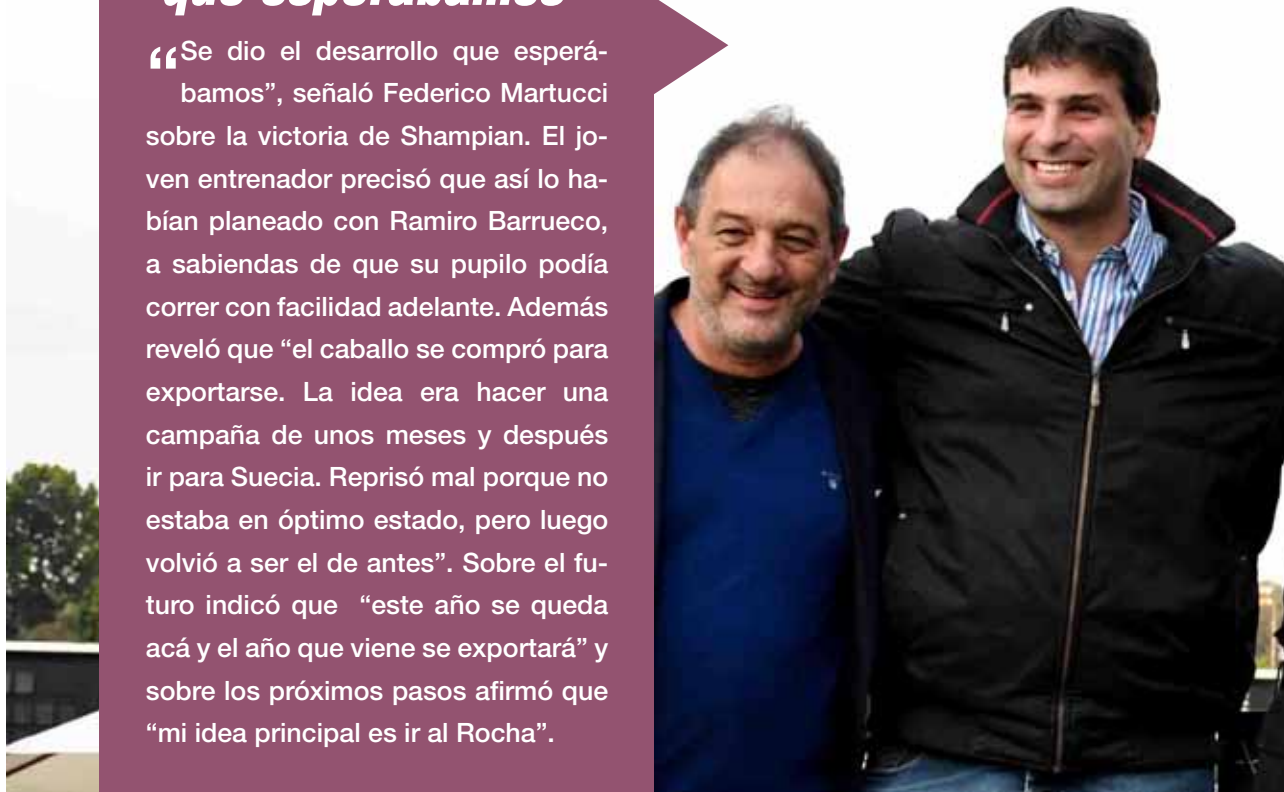 que esperábamos”
“Se dio el desarrollo que esperá-
bamos”, señaló Federico Martucci
sobre la victoria de Shampian. El jo-
ven entrenador precisó que así lo ha-
bían planeado con Ramiro Barrueco,
a sabiendas de que su pupilo podía
correr con facilidad adelante. Además
reveló que “el caballo se compró para
exportarse. La idea era hacer una
campaña de unos meses y después
ir para Suecia. Reprisó mal porque no
estaba en óptimo estado, pero luego
volvió a ser el de antes”. Sobre el fu-
turo indicó que “este año se queda
acá y el año que viene se exportará” y
sobre los próximos pasos afirmó que
“mi idea principal es ir al Rocha”.